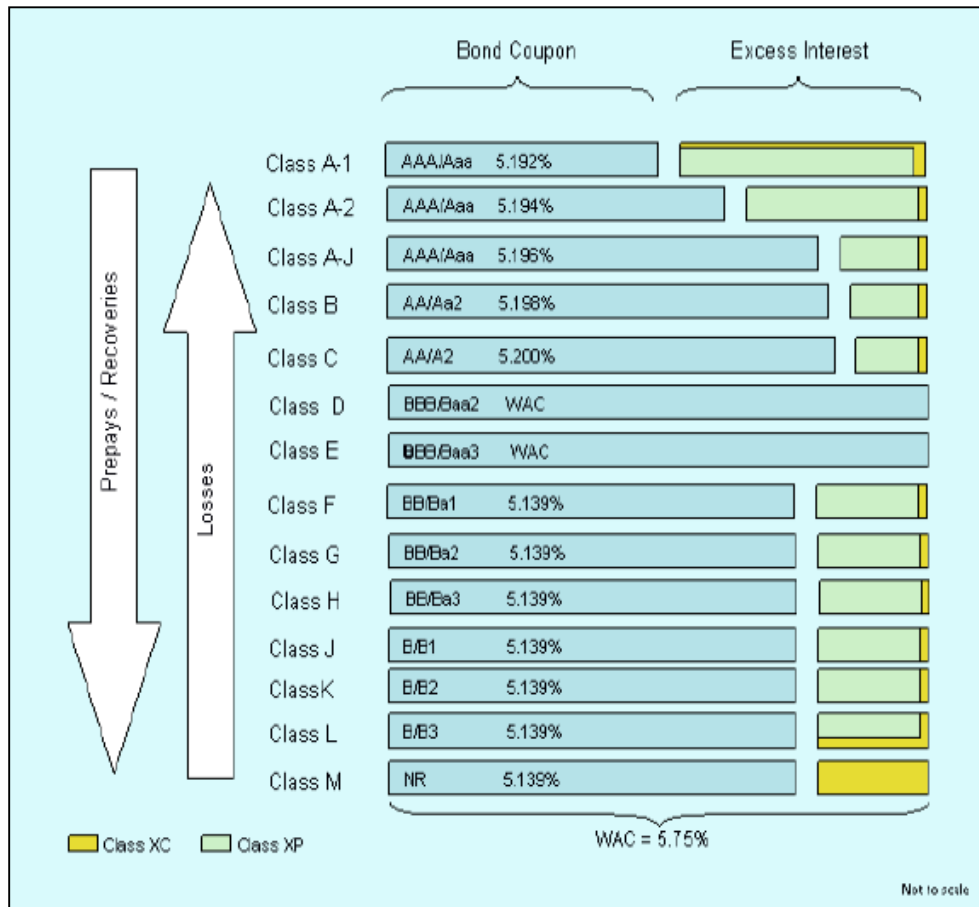 Bond Coupon Excess Interest
Class A-1 AAA/Aaa 5.192%
Class A-2 AAA/Aaa 5.194%
Class A-J AAA/Aaa 5.196%
Class B AA/Aa2 5.198%
Class C AA/A2 5.200%
Class D BBB/Baa2 WAC
Class E BBB/Baa3 WAC
Class F BB/Ba1 5.139%
Class G BB/Ba2 5.139%
Class H BB/Ba3 5.139%
Class J B/B1 5.139%
ClassK B/B2 5.139%
Class L B/B3 5.139%
Class M NR 5.139%
Prepays / Recoveries
Losses
WAC = 5.75%
Class XC Class XP
Not to scale